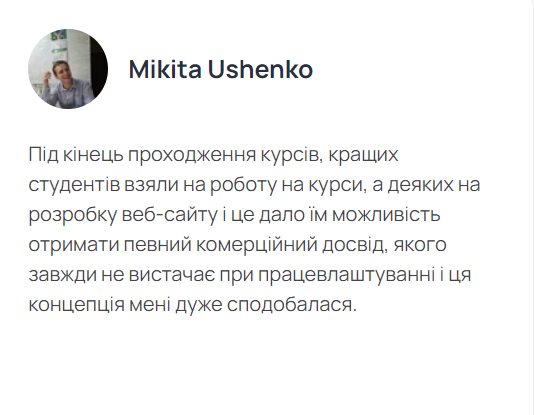 Mikita Ushenko
Під кінець проходження курсів, кращих
студентів взяли на роботу на курси, а деяких на
розробку веб-сайту і це дало їм можливість
отримати певний комерційний досвід, якого
завжди не вистачає при працевлаштуванні і ця
концепція мені дуже сподобалася.